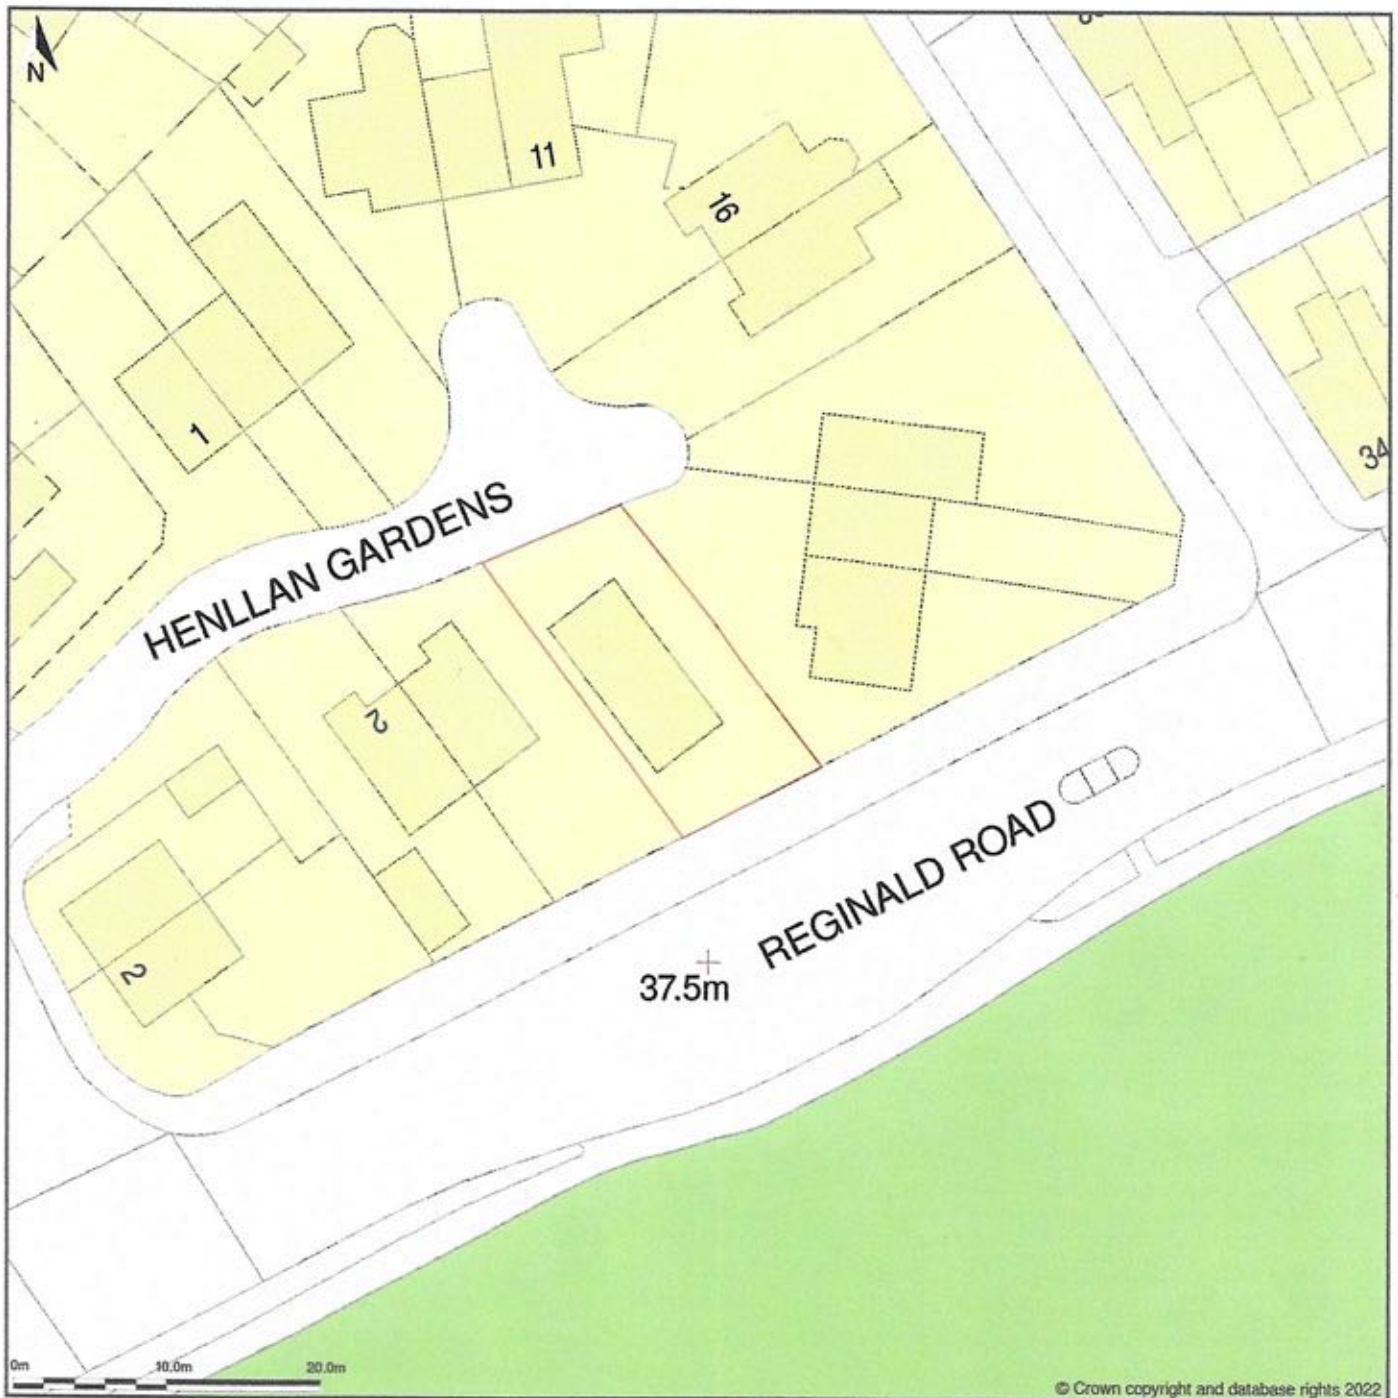 N
11
16
1
34
HENLLAN GARDENS
2
2
REGINALD ROAD
37.5m
0m 10.0m 20.0m
© Crown copyright and database rights 2022